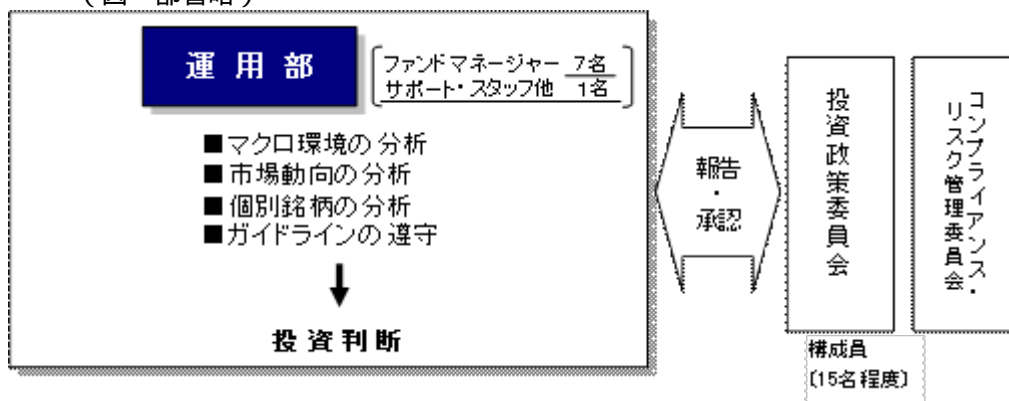 （図　一部省略）
運用部
ファンドマネージャー 7名
サポート・スタッフ他 1名
■マクロ環境の分析
■市場動向の分析
■個別銘柄の分析
■ガイドラインの遵守
投資判断
報告
・
承認
投資政策委員会
コンプライアンス・
リスク管理委員会
構成員
〔15名程度〕